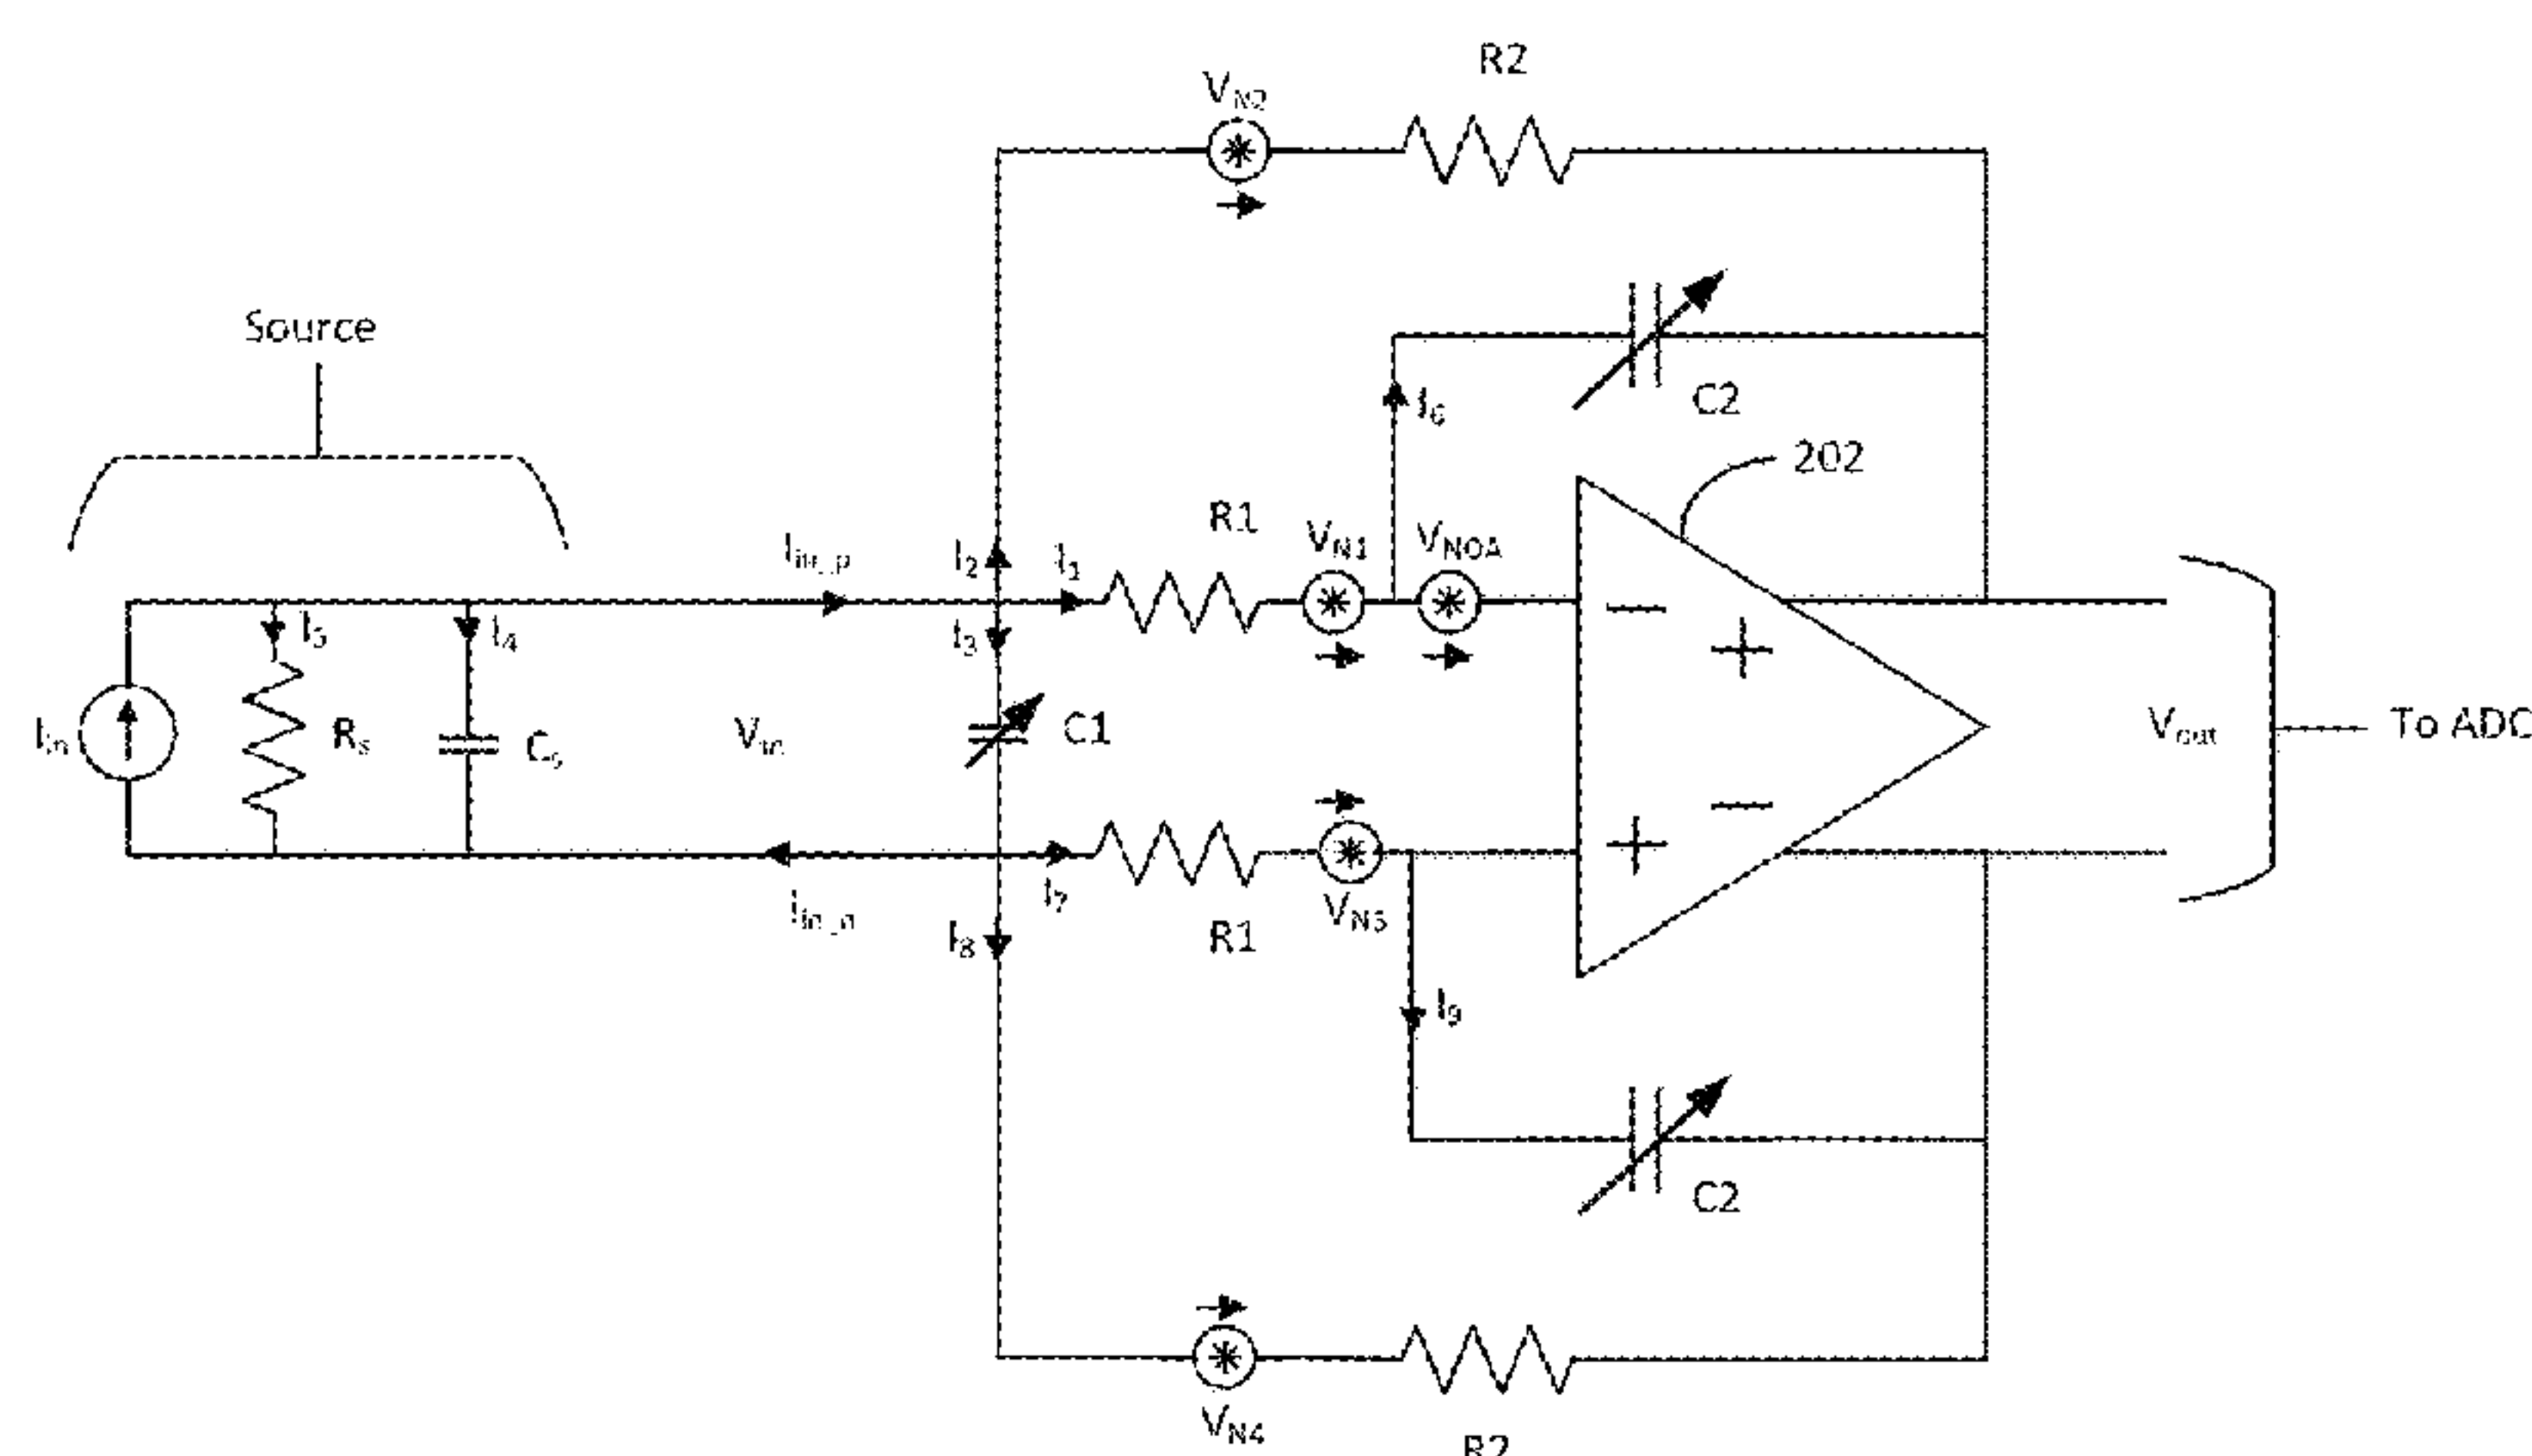 R2
V_N2
Source
C2
I_6
202
R1
V_N1
V_NOA
I_in_p
I_2
I_1
−
I_5
I_4
I_3
+
I_in
R_s
C_s
V_in
C1
V_out
To ADC
−
+
I_in_n
I_7
R1
V_N3
I_8
I_9
C2
V_N4
R2